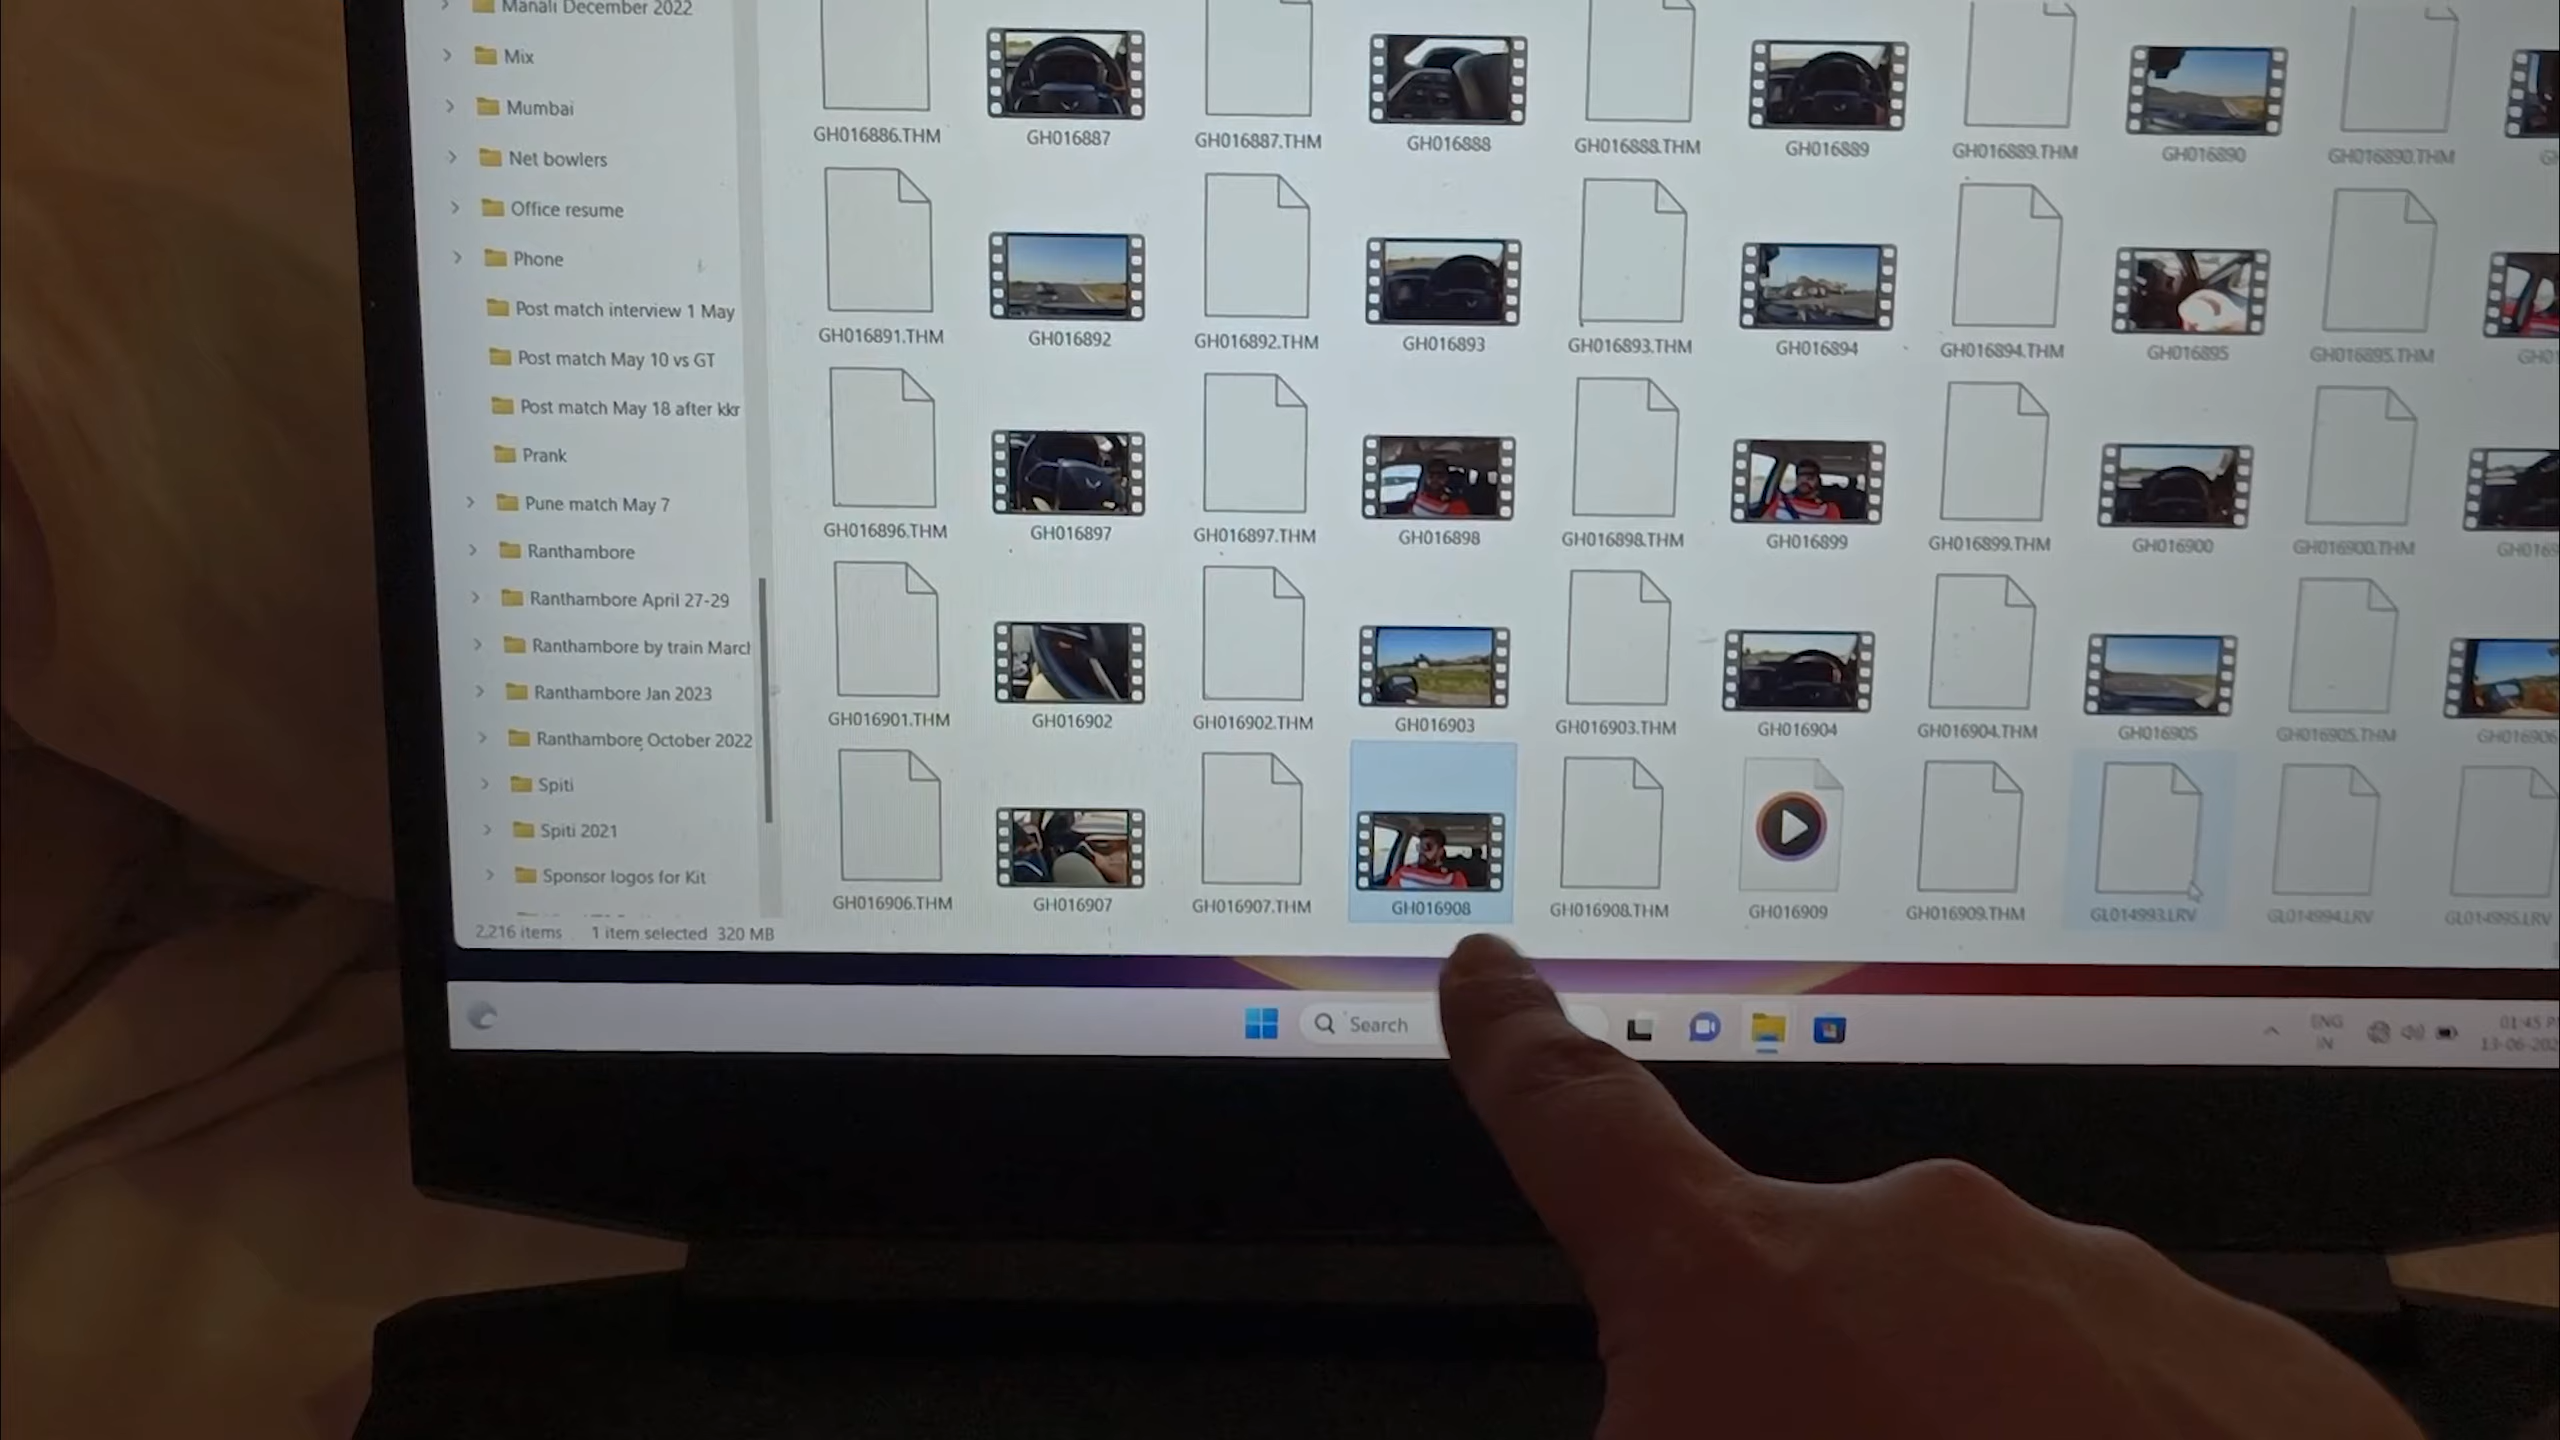 Manali December 2022
Mix
Mumbai
Net bowlers
Office resume
Phone
Post match interview 1 May
Post match May 10 vs GT
Post match May 18 after kkr
Prank
Pune match May 7
Ranthambore
Ranthambore April 27-29
Ranthambore by train March
Ranthambore Jan 2023
Ranthambore October 2022
Spiti
Spiti 2021
Sponsor logos for Kit
2,216 items 1 item selected 320 MB
GH016886.THM GH016887 GH016887.THM GH016888 GH016888.THM GH016889 GH016889.THM GH016890 GH016890.THM
GH016891.THM GH016892 GH016892.THM GH016893 GH016893.THM GH016894 GH016894.THM GH016895 GH016895.THM
GH016896.THM GH016897 GH016897.THM GH016898 GH016898.THM GH016899 GH016899.THM GH016900 GH016900.THM
GH016901.THM GH016902 GH016902.THM GH016903 GH016903.THM GH016904 GH016904.THM GH016905 GH016905.THM GH016906
GH016906.THM GH016907 GH016907.THM GH016908 GH016908.THM GH016909 GH016909.THM GL014993.LRV GL014994.LRV GL014995.LRV
Search
ENG
IN
01:45 P
13-06-202